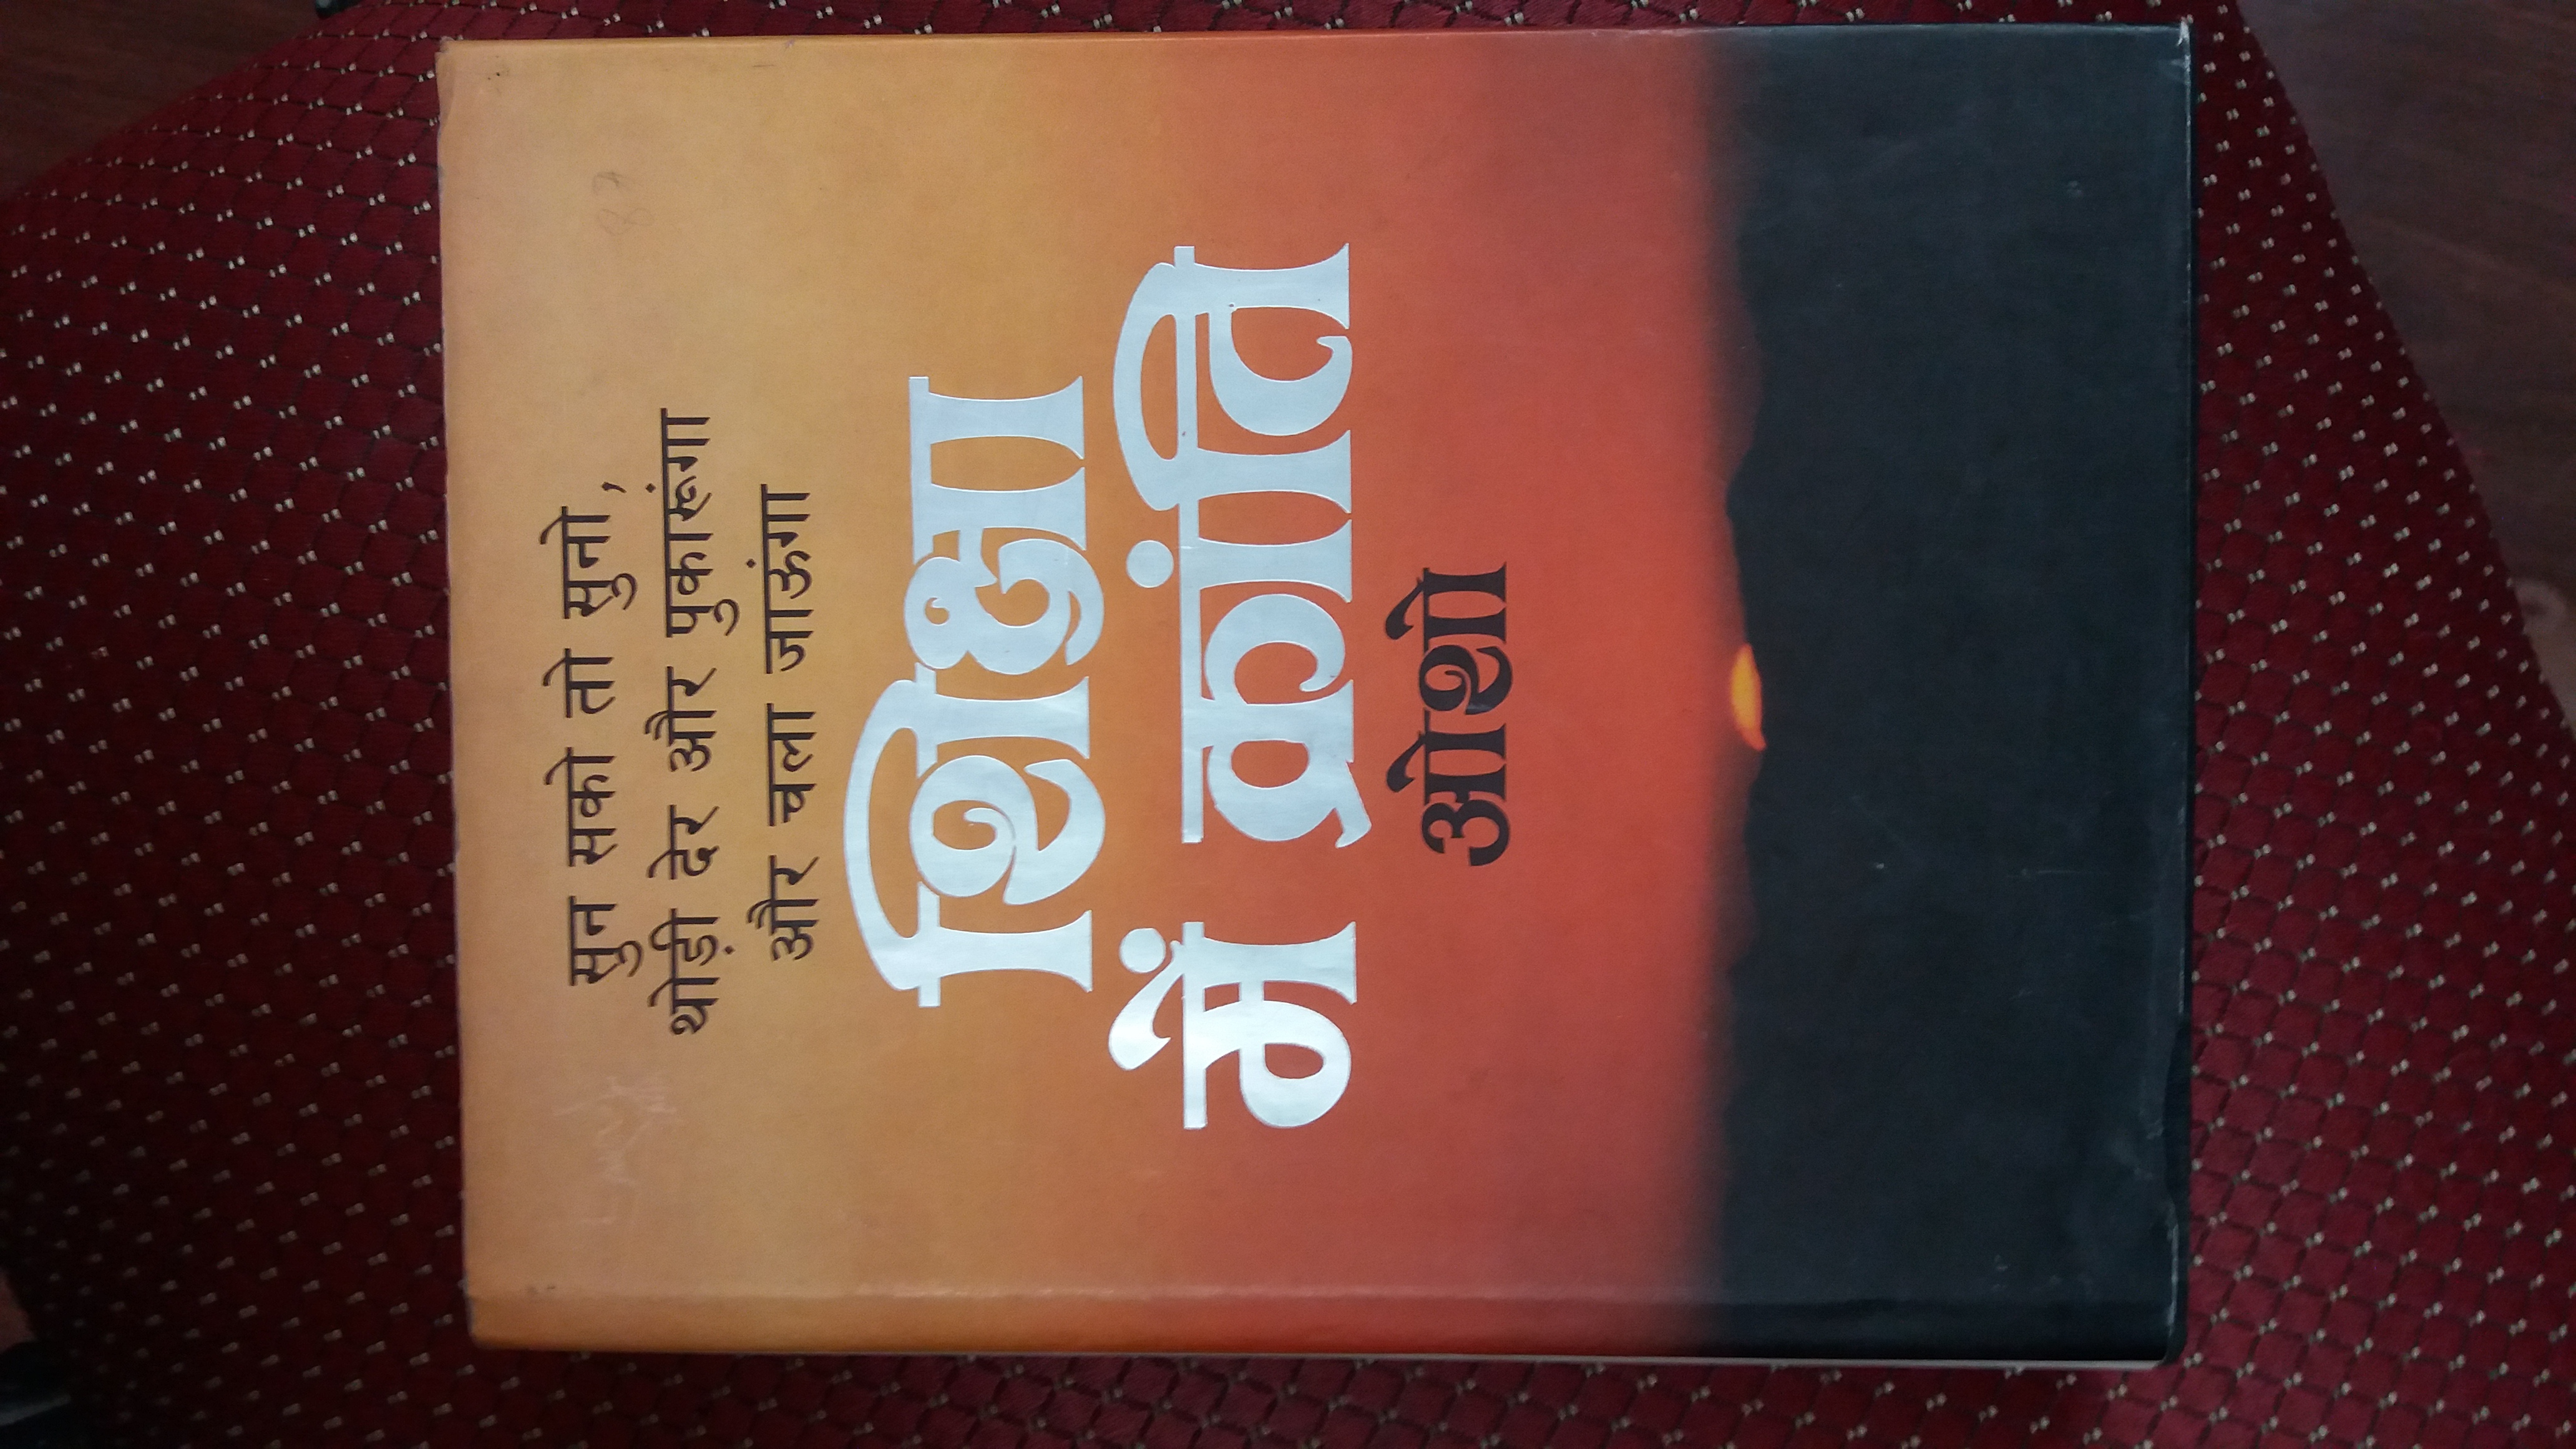 सुन सको तो सुनो,
थोड़ी देर और पुकारूंगा
और चला जाऊंगा
शिक्षा
में क्रांति
ओशो